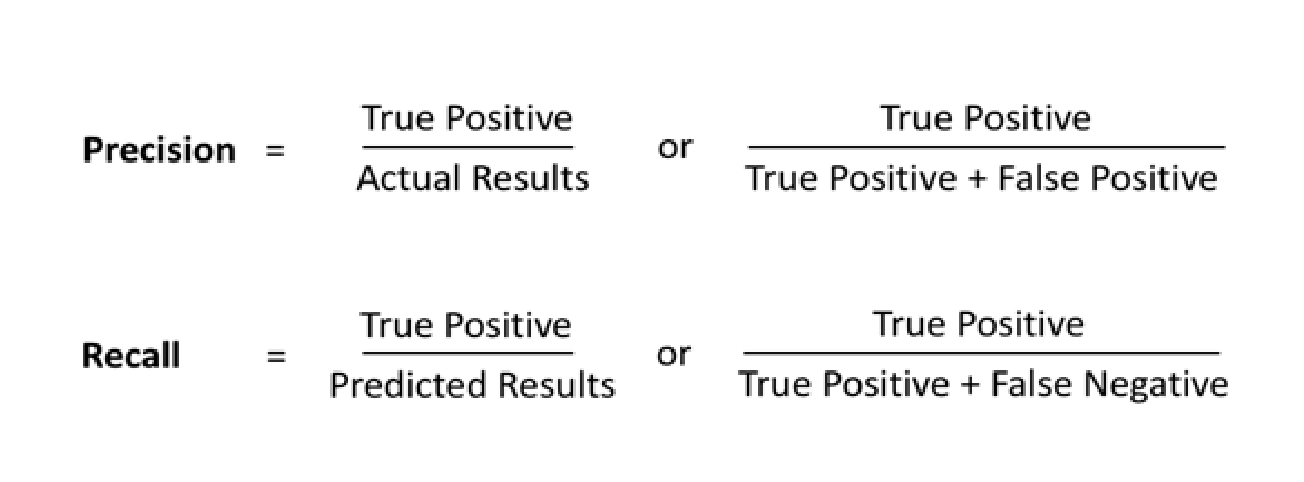 Precision = True Positive / Actual Results or True Positive / True Positive + False Positive
Recall = True Positive / Predicted Results or True Positive / True Positive + False Negative